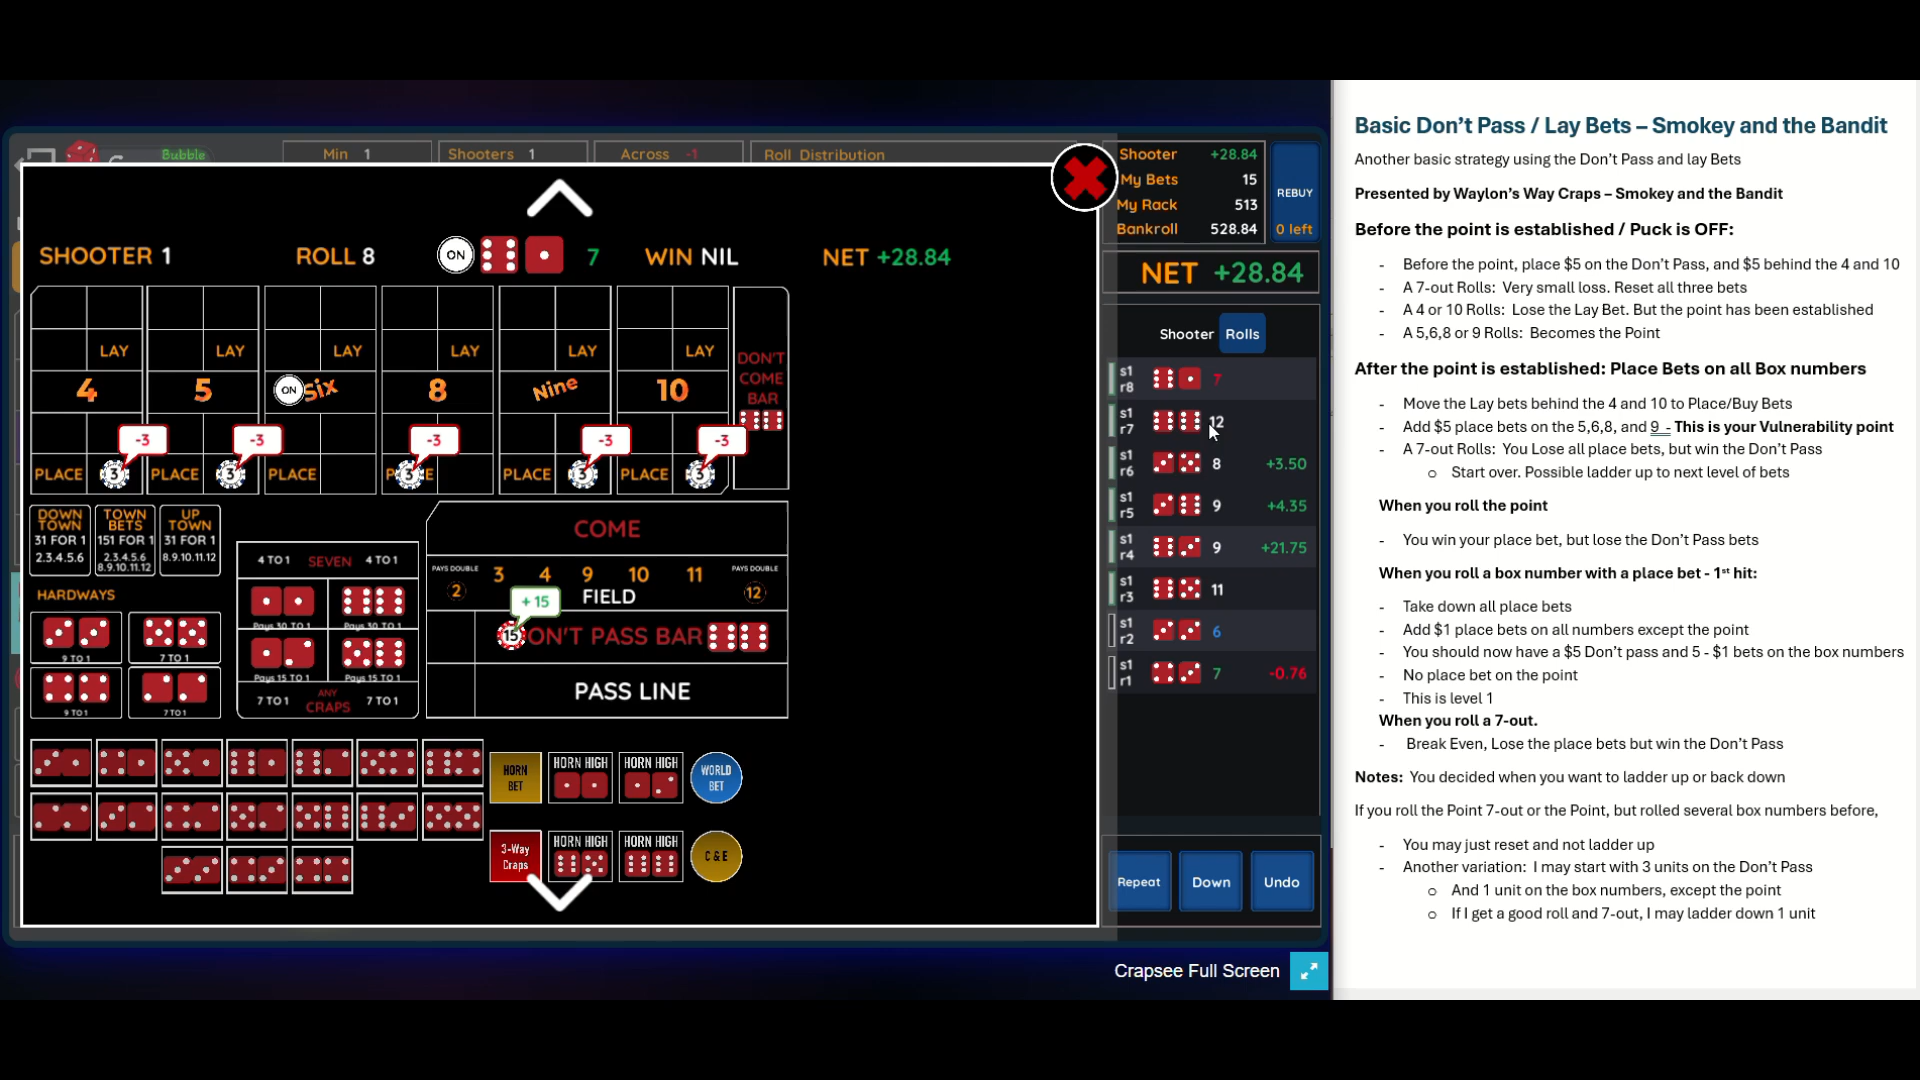 Bubble
Min 1
Shooters 1
Across -1
Roll Distribution
SHOOTER 1
ROLL 8
ON
7
WIN NIL
NET +28.84
LAY
LAY
LAY
LAY
LAY
LAY
4
5
ON
Six
8
Nine
10
DON'T
COME
BAR
-3
-3
-3
-3
-3
PLACE
3
PLACE
3
PLACE
3
PLACE
3
PLACE
3
DOWN
TOWN
31 FOR 1
2.3.4.5.6
TOWN
BETS
151 FOR 1
2.3.4.5.6
8.9.10.11.12
UP
TOWN
31 FOR 1
8.9.10.11.12
HARDWAYS
9 TO 1
7 TO 1
9 TO 1
7 TO 1
4 TO 1 SEVEN 4 TO 1
Pays 30 TO 1
Pays 30 TO 1
Pays 15 TO 1
Pays 15 TO 1
7 TO 1 ANY CRAPS 7 TO 1
COME
PAYS DOUBLE
2
3 4 9 10 11
FIELD
PAYS DOUBLE
12
+ 15
15
ON'T PASS BAR
PASS LINE
HORN
BET
HORN HIGH
HORN HIGH
WORLD
BET
3-Way
Craps
HORN HIGH
HORN HIGH
C & E
Shooter +28.84
My Bets 15
My Rack 513
Bankroll 528.84
REBUY
0 left
NET +28.84
Shooter Rolls
s1 r8 7
s1 r7 12
s1 r6 8 +3.50
s1 r5 9 +4.35
s1 r4 9 +21.75
s1 r3 11
s1 r2 6
s1 r1 7 -0.76
Repeat
Down
Undo
Crapsee Full Screen
Basic Don't Pass / Lay Bets – Smokey and the Bandit
Another basic strategy using the Don't Pass and lay Bets
Presented by Waylon's Way Craps – Smokey and the Bandit
Before the point is established / Puck is OFF:
- Before the point, place $5 on the Don't Pass, and $5 behind the 4 and 10
- A 7-out Rolls: Very small loss. Reset all three bets
- A 4 or 10 Rolls: Lose the Lay Bet. But the point has been established
- A 5,6,8 or 9 Rolls: Becomes the Point
After the point is established: Place Bets on all Box numbers
- Move the Lay bets behind the 4 and 10 to Place/Buy Bets
- Add $5 place bets on the 5,6,8, and 9 - This is your Vulnerability point
- A 7-out Rolls: You Lose all place bets, but win the Don't Pass
o Start over. Possible ladder up to next level of bets
When you roll the point
- You win your place bet, but lose the Don't Pass bets
When you roll a box number with a place bet - 1st hit:
- Take down all place bets
- Add $1 place bets on all numbers except the point
- You should now have a $5 Don't pass and 5 - $1 bets on the box numbers
- No place bet on the point
- This is level 1
When you roll a 7-out.
- Break Even, Lose the place bets but win the Don't Pass
Notes: You decided when you want to ladder up or back down
If you roll the Point 7-out or the Point, but rolled several box numbers before,
- You may just reset and not ladder up
- Another variation: I may start with 3 units on the Don't Pass
o And 1 unit on the box numbers, except the point
o If I get a good roll and 7-out, I may ladder down 1 unit